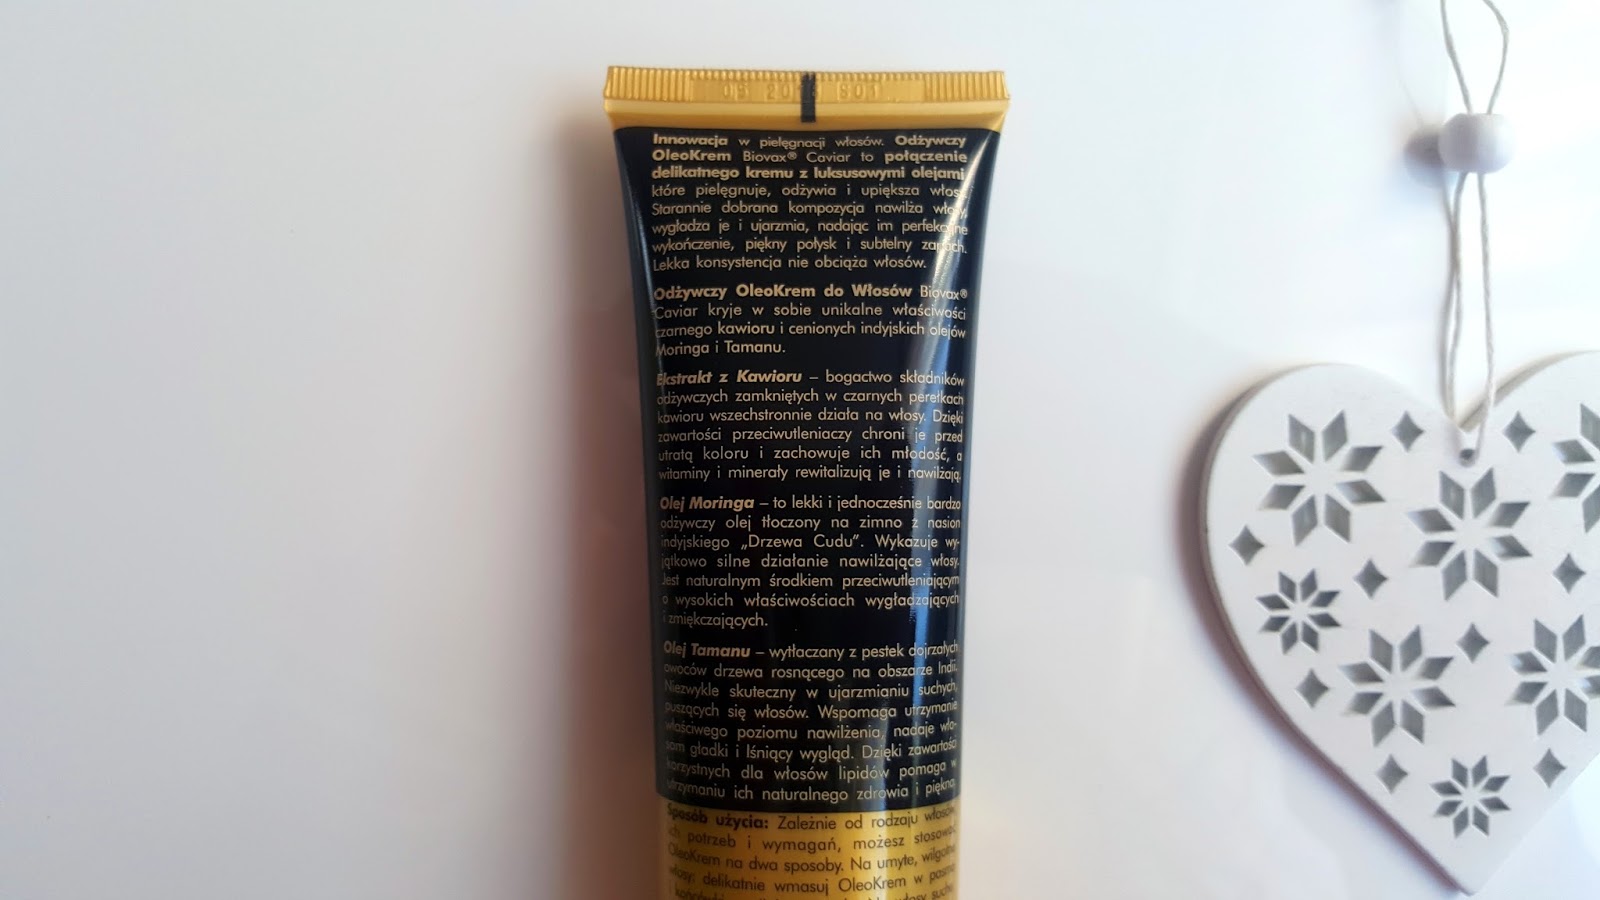 05 201 S01
Innowacja w pielęgnacji włosów. Odżywczy
OleoKrem Biovax® Caviar to połączenie
delikatnego kremu z luksusowymi olejami,
które pielęgnuje, odżywia i upiększa włosy.
Starannie dobrana kompozycja nawilża włosy,
wygładza je i ujarzmia, nadając im perfekcyjne
wykończenie, piękny połysk i subtelny zapach.
Lekka konsystencja nie obciąża włosów.
Odżywczy OleoKrem do Włosów Biovax®
Caviar kryje w sobie unikalne właściwości
czarnego kawioru i cenionych indyjskich olejów
Moringa i Tamanu.
Ekstrakt z Kawioru – bogactwo składników
odżywczych zamkniętych w czarnych perełkach
kawioru wszechstronnie działa na włosy. Dzięki
zawartości przeciwutleniaczy chroni je przed
utratą koloru i zachowuje ich młodość, a
witaminy i minerały rewitalizują je i nawilżają.
Olej Moringa – to lekki i jednocześnie bardzo
odżywczy olej tłoczony na zimno z nasion
indyjskiego „Drzewa Cudu”. Wykazuje wy-
jątkowo silne działanie nawilżające włosy.
Jest naturalnym środkiem przeciwutleniającym
o wysokich właściwościach wygładzających
i zmiękczających.
Olej Tamanu – wytłaczany z pestek dojrzałych
owoców drzewa rosnącego na obszarze Indii.
Niezwykle skuteczny w ujarzmianiu suchych,
puszących się włosów. Wspomaga utrzymanie
właściwego poziomu nawilżenia, nadaje wło-
som gładki i lśniący wygląd. Dzięki zawartości
korzystnych dla włosów lipidów pomaga w
utrzymaniu ich naturalnego zdrowia i piękna.
Sposób użycia: Zależnie od rodzaju włosów,
ich potrzeb i wymagań, możesz stosować
OleoKrem na dwa sposoby. Na umyte, wilgotne
włosy: delikatnie wmasuj OleoKrem w pasma